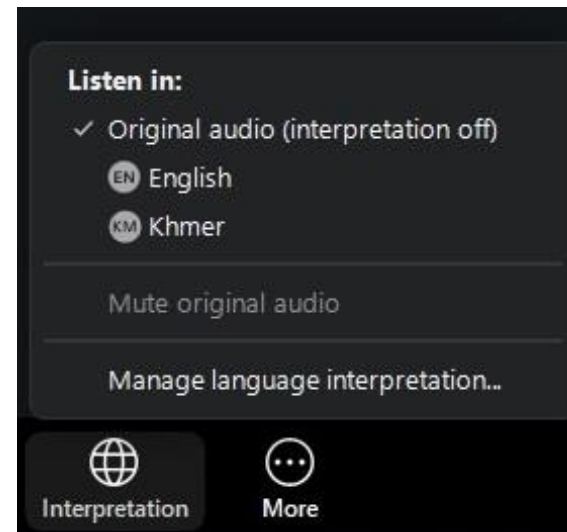 Listen in:
Original audio (interpretation off)
EN English
KM Khmer
Mute original audio
Manage language interpretation...
Interpretation
More